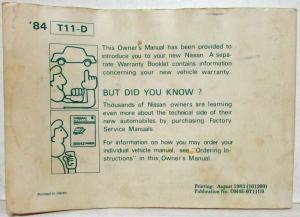 '84 T11-D
This Owner's Manual has been provided to
introduce you to your new Nissan. A sepa-
rate Warranty Booklet contains information
concerning your new vehicle warranty.
BUT DID YOU KNOW ?
Thousands of Nissan owners are learning
even more about the technical side of their
new automobiles by purchasing Factory
Service Manuals.
For information on how you may order your
individual vehicle manual, see "Ordering In-
structions" in this Owner's Manual.
Printed in Japan
Printing: August 1983 (161209)
Publication No. OM4E-0T11U0